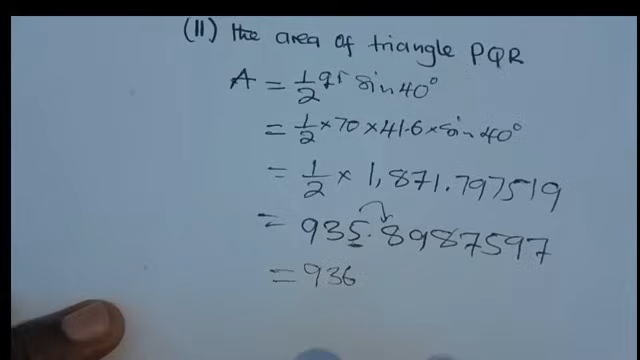 (II) the area of triangle PQR
A = 1/2 qr sin 40°
= 1/2 × 70 × 41.6 × sin 40°
= 1/2 × 1,871.797519
= 935.8987597
= 936